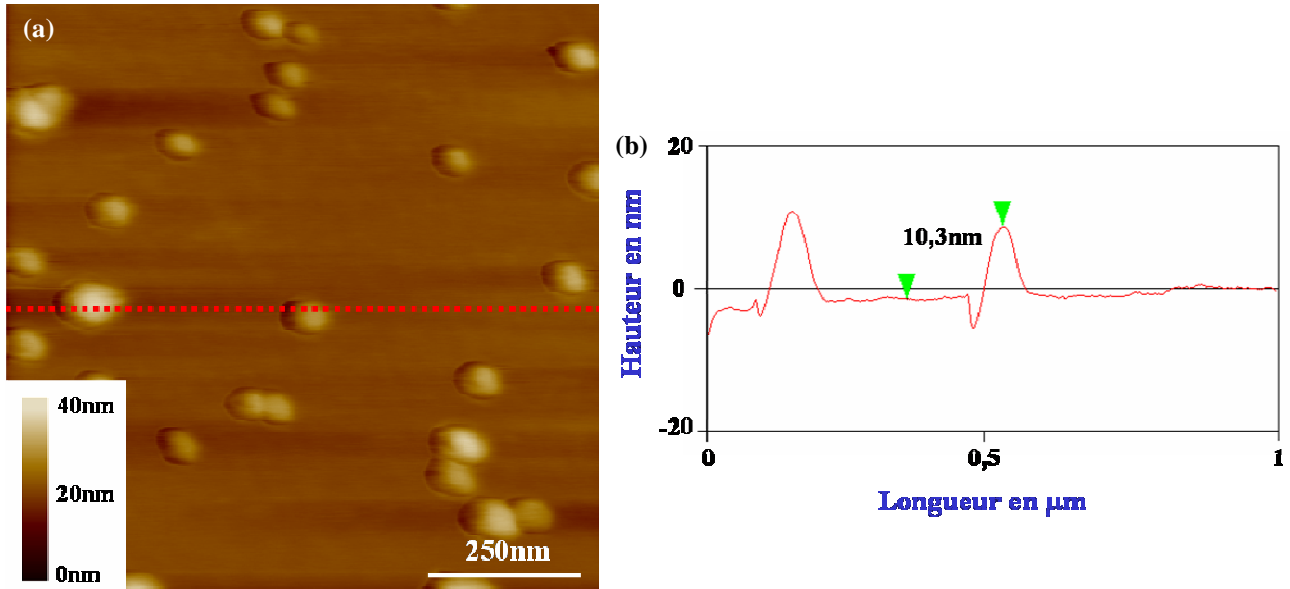 (a)
40nm
20nm
0nm
250nm
(b)
Hauteur en nm
20
0
-20
10,3nm
0
0,5
1
Longueur en μm